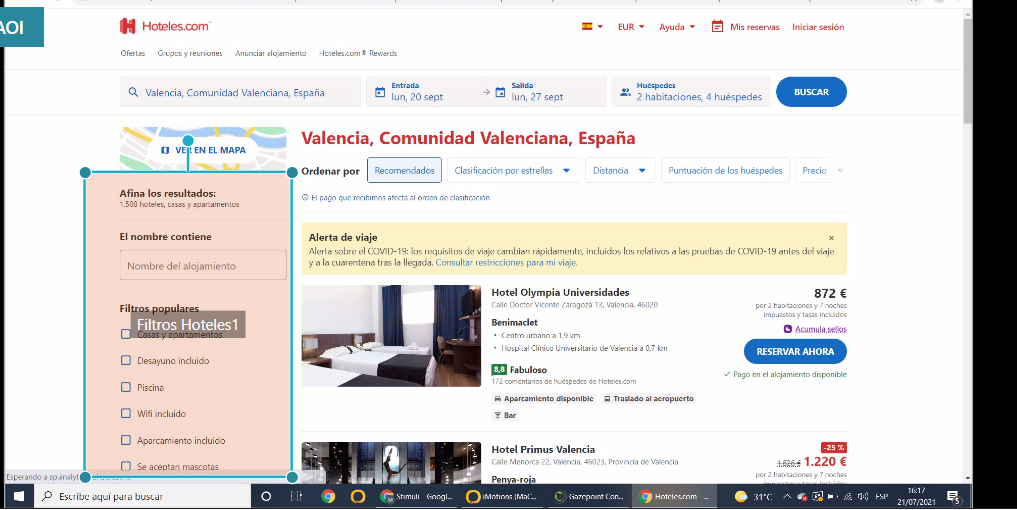 AOI
Hoteles.com
EUR
Ayuda
Mis reservas
Iniciar sesión
Ofertas
Grupos y reuniones
Anunciar alojamiento
Hoteles.com® Rewards
Valencia, Comunidad Valenciana, España
Entrada
lun, 20 sept
Salida
lun, 27 sept
Huéspedes
2 habitaciones, 4 huéspedes
BUSCAR
VER EN EL MAPA
Afina los resultados:
1.508 hoteles, casas y apartamentos
El nombre contiene
Nombre del alojamiento
Filtros populares
Filtros Hoteles1
Casas y apartamentos
Desayuno incluido
Piscina
Wifi incluido
Aparcamiento incluido
Se aceptan mascotas
Valencia, Comunidad Valenciana, España
Ordenar por
Recomendados
Clasificación por estrellas
Distancia
Puntuación de los huéspedes
Precio
El pago que recibimos afecta al orden de clasificación
Alerta de viaje
×
Alerta sobre el COVID-19: los requisitos de viaje cambian rápidamente, incluidos los relativos a las pruebas de COVID-19 antes del viaje
y a la cuarentena tras la llegada. Consultar restricciones para mi viaje.
Hotel Olympia Universidades
Calle Doctor Vicente Zaragozá 13, Valencia, 46020
Benimaclet
• Centro urbano a 1,9 km
• Hospital Clínico Universitario de Valencia a 0,7 km
8,8 Fabuloso
172 comentarios de huéspedes de Hoteles.com
Aparcamiento disponible
Traslado al aeropuerto
Bar
872 €
por 2 habitaciones y 7 noches
impuestos y tasas incluidos
Acumula sellos
RESERVAR AHORA
Pago en el alojamiento disponible
Hotel Primus Valencia
Calle Menorca 22, Valencia, 46023, Provincia de Valencia
Penya-roja
-25 %
1.626 € 1.220 €
por 2 habitaciones y 7 noches
impuestos y tasas incluidos
Esperando a
Escribe aquí para buscar
Stimuli - Googl...
iMotions (MaC...
Gazepoint Con...
Hoteles.com ...
31°C
ESP
16:17
21/07/2021
5